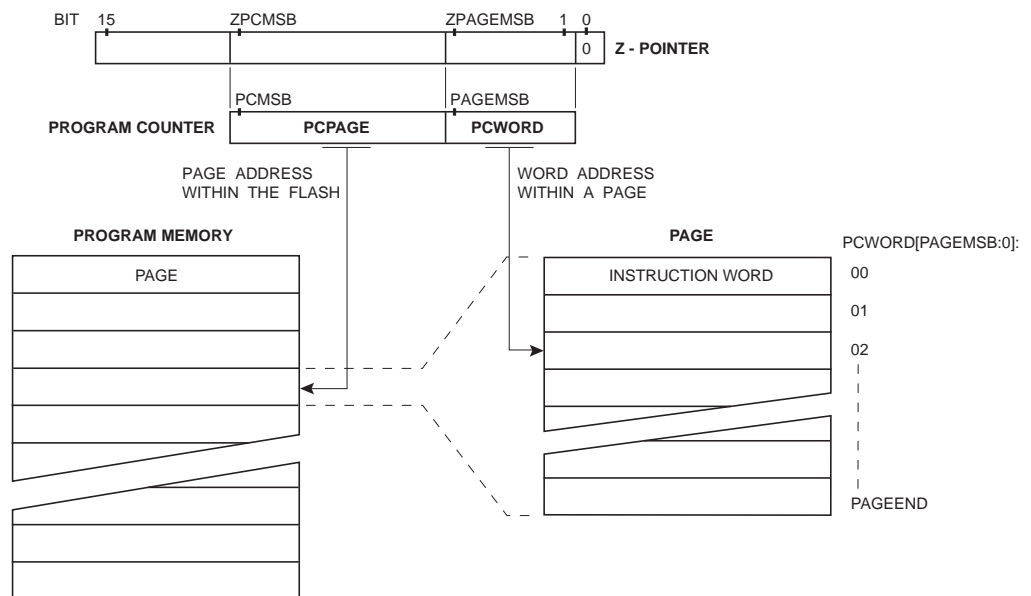 BIT 15 ZPCMSB ZPAGEMSB 1 0
0 Z - POINTER
PCMSB PAGEMSB
PROGRAM COUNTER PCPAGE PCWORD
PAGE ADDRESS
WITHIN THE FLASH
WORD ADDRESS
WITHIN A PAGE
PROGRAM MEMORY
PAGE
PAGE
INSTRUCTION WORD
PCWORD[PAGEMSB:0]:
00
01
02
PAGEEND